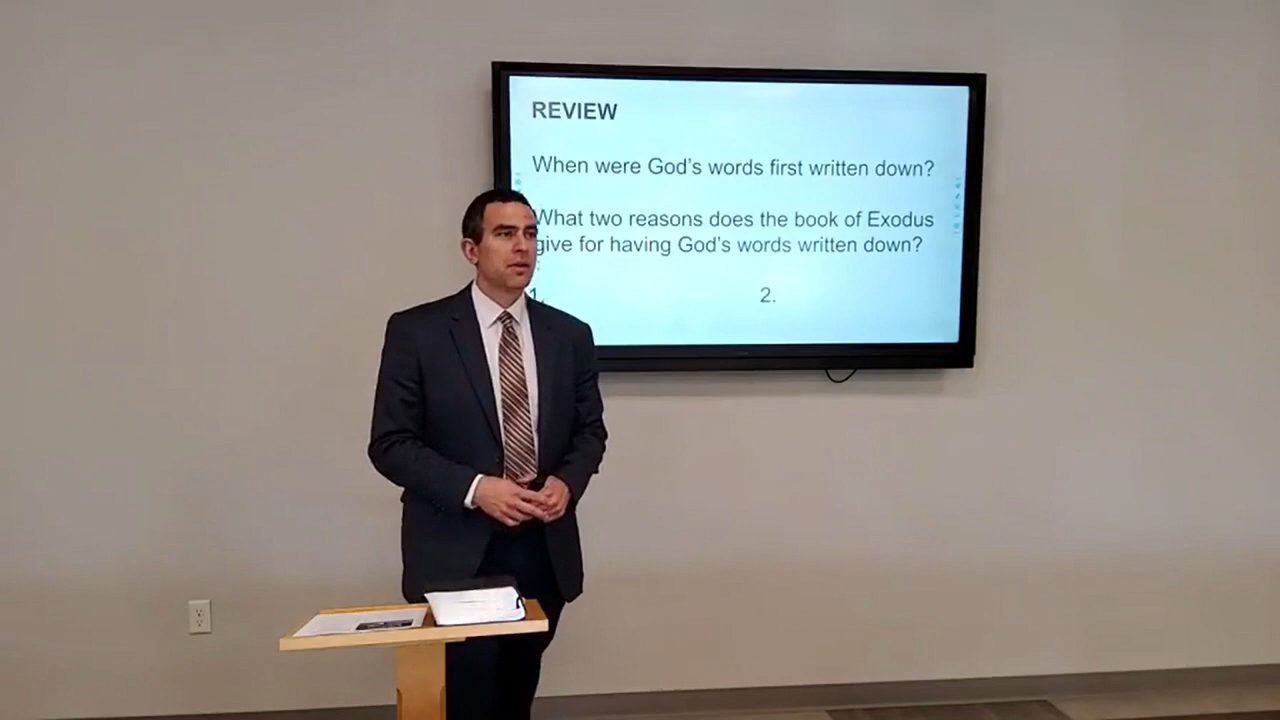 REVIEW
When were God's words first written down?
What two reasons does the book of Exodus
give for having God's words written down?
1. 2.